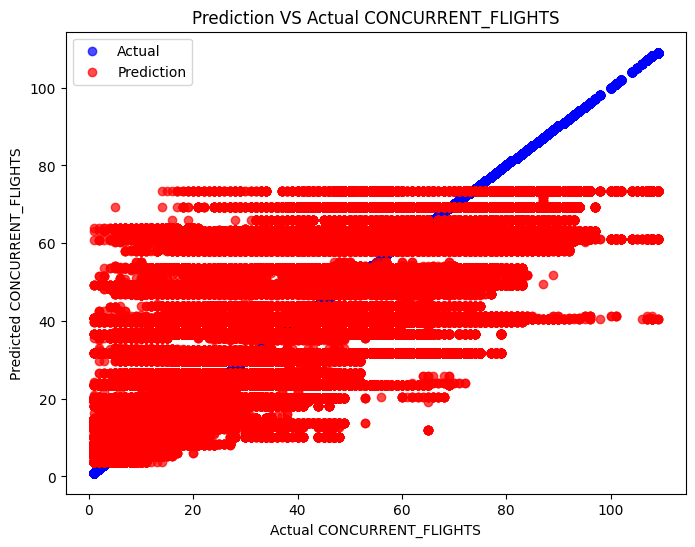 Prediction VS Actual CONCURRENT_FLIGHTS
Actual
Prediction
Predicted CONCURRENT_FLIGHTS
100
80
60
40
20
0
0 20 40 60 80 100
Actual CONCURRENT_FLIGHTS